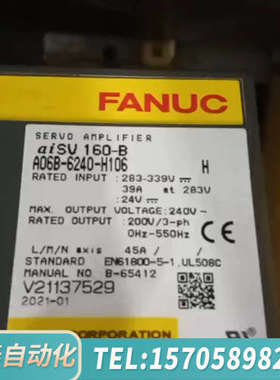 FANUC
SERVO AMPLIFIER
αiSV 160-B
A06B-6240-H106 H
RATED INPUT : 283-339V⎓
39A at 283V
24V ⎓
MAX. OUTPUT VOLTAGE: 240V~
RATED OUTPUT : 200V/3-ph
0Hz-550Hz
L/M/N axis 45A / /
STANDARD EN61800-5-1,UL508C
MANUAL NO. B-65412
V21137529
2021-01
CORPORATION
自动化 TEL:1570589882